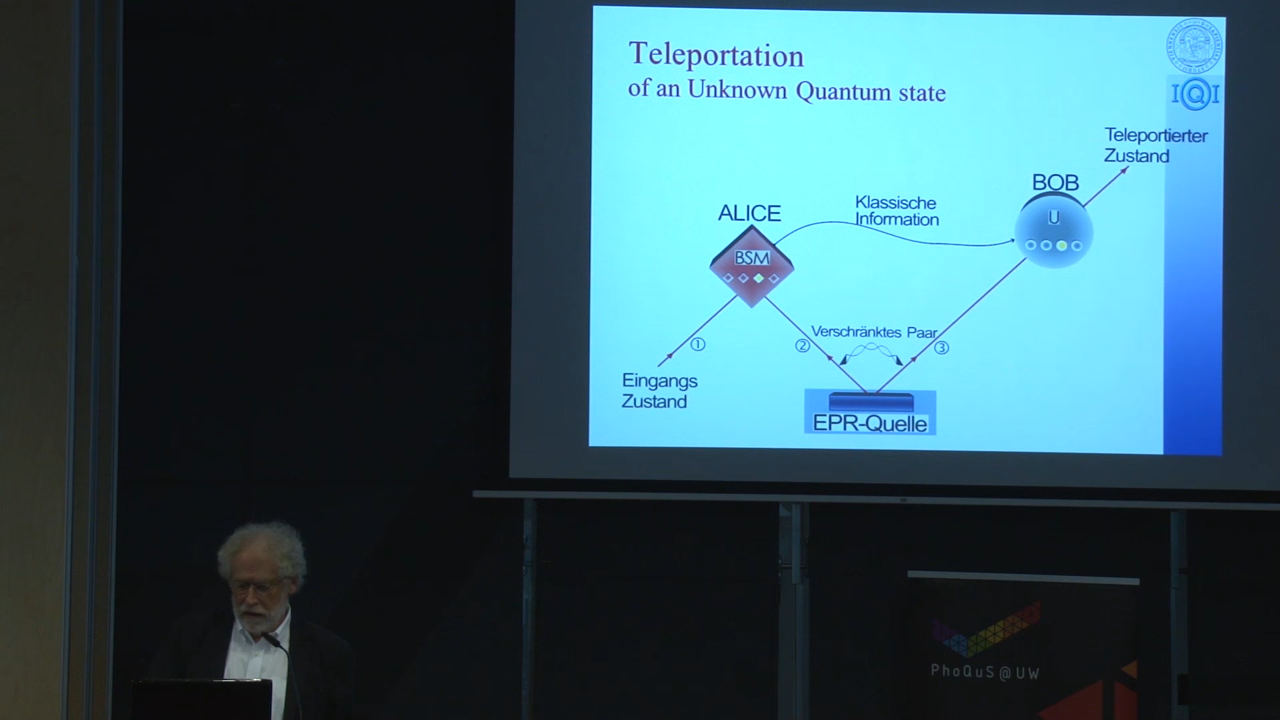 Teleportation
of an Unknown Quantum state
IQI
Teleportierter
Zustand
BOB
U
Klassische
Information
ALICE
BSM
Verschränktes Paar
①
②
③
Eingangs
Zustand
EPR-Quelle
PhoQuS@UW